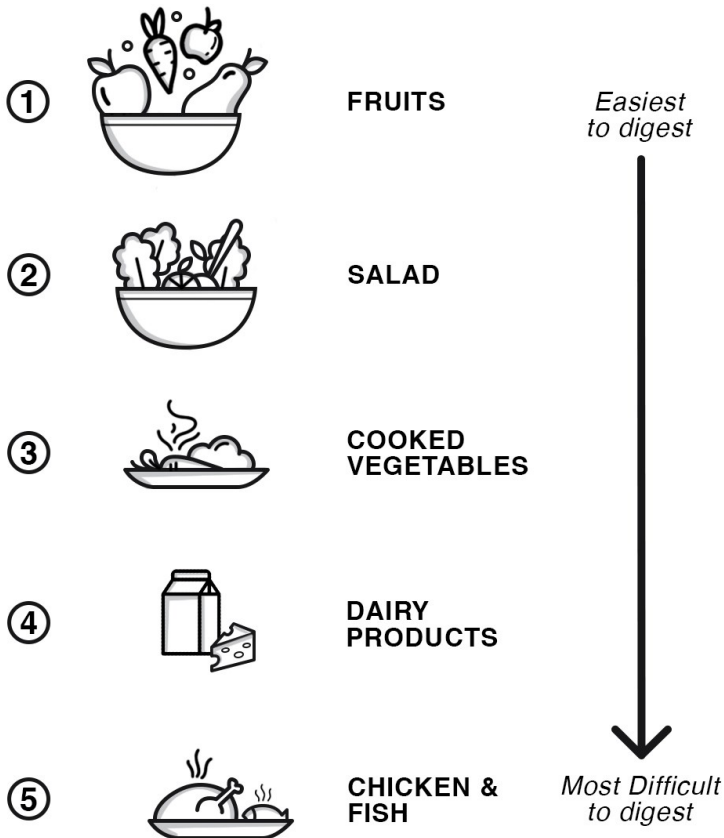 1
FRUITS
Easiest
to digest
2
SALAD
3
COOKED
VEGETABLES
4
DAIRY
PRODUCTS
5
CHICKEN &
FISH
Most Difficult
to digest